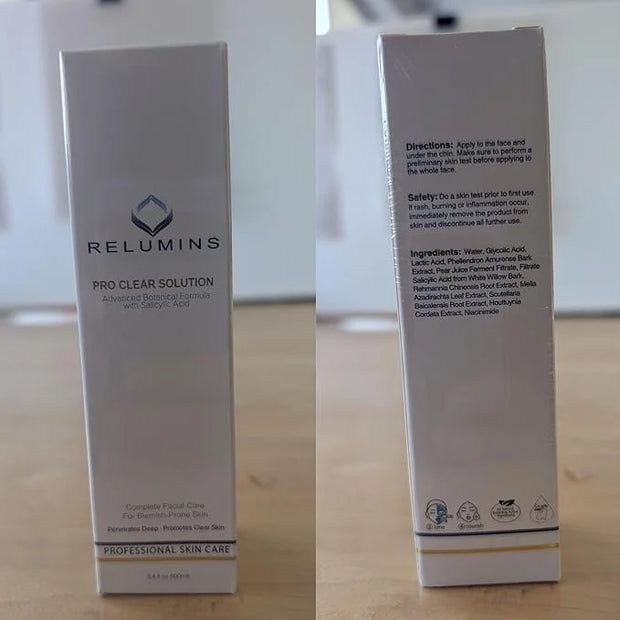 RELUMINS
PRO CLEAR SOLUTION
Advanced Botanical Formula
with Salicylic Acid
Complete Facial Care
For Blemish-Prone Skin
Penetrates Deep · Promotes Clear Skin
PROFESSIONAL SKIN CARE
Directions: Apply to the face and
under the chin. Make sure to perform a
preliminary skin test before applying to
the whole face.
Safety: Do a skin test prior to first use.
If rash, burning or inflammation occur,
immediately remove the product from
skin and discontinue all further use.
Ingredients: Water, Glycolic Acid,
Lactic Acid, Phellendron Amurense Bark
Extract, Pear Juice Ferment Fitrate, Filtrate
Salicylic Acid from White Willow Bark,
Rehmannia Chinensis Root Extract, Melia
Azadirachta Leaf Extract, Scutellaria
Baicalensis Root Extract, Houttuynia
Cordata Extract, Niacinimide
③ tone
④ nourish